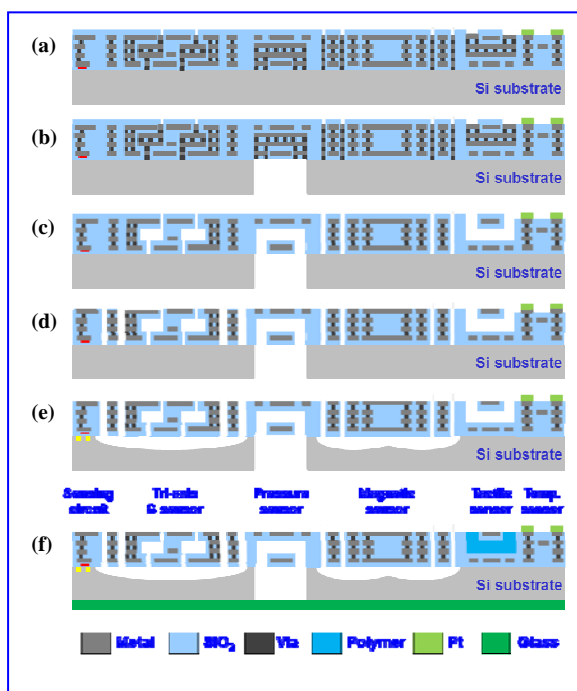 (a)
Si substrate
(b)
Si substrate
(c)
Si substrate
(d)
Si substrate
(e)
Si substrate
Sensing circuit
Tri-axis G sensor
Pressure sensor
Magnetic sensor
Tactile sensor
Temp. sensor
(f)
Si substrate
Metal SiO₂ Via Polymer Pt Glass